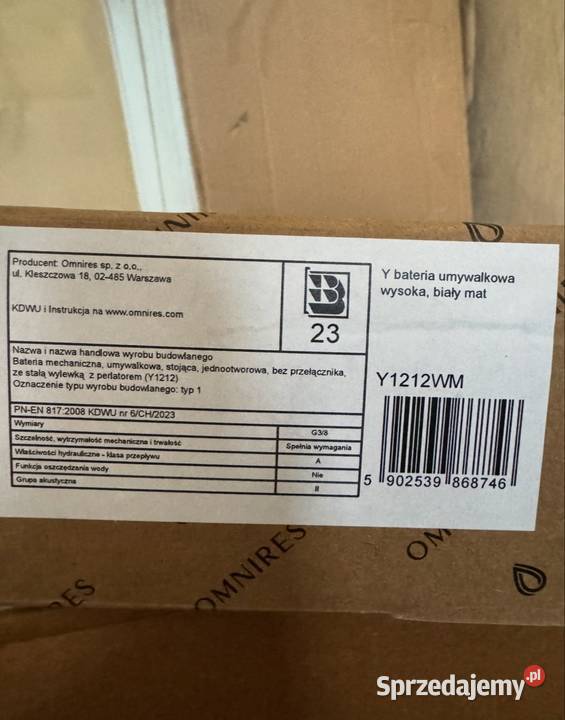 NI
Producent: Omnires sp. z o.o.,
ul. Kleszczowa 18, 02-485 Warszawa
KDWU i Instrukcja na www.omnires.com
B
23
Y bateria umywalkowa
wysoka, biały mat
Nazwa i nazwa handlowa wyrobu budowlanego
Bateria mechaniczna, umywalkowa, stojąca, jednootworowa, bez przełącznika,
ze stałą wylewką z perlatorem (Y1212)
Oznaczenie typu wyrobu budowlanego: typ 1
Y1212WM
PN-EN 817:2008 KDWU nr 6/CH/2023
Wymiary G3/8
Szczelność, wytrzymałość mechaniczna i trwałość Spełnia wymagania
Właściwości hydrauliczne - klasa przepływu A
Funkcja oszczędzania wody Nie
Grupa akustyczna II
5 902539 868746
RES
OMNIRES
OM
Sprzedajemy.pl